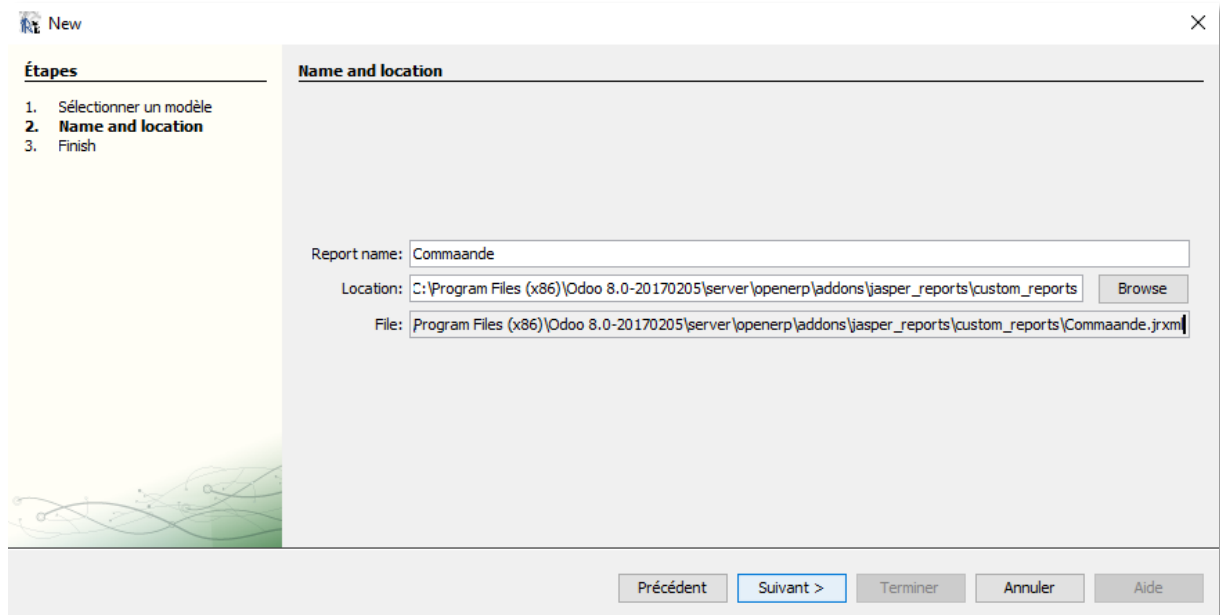 New
Étapes
1. Sélectionner un modèle
2. Name and location
3. Finish
Name and location
Report name: Commaande
Location: C:\Program Files (x86)\Odoo 8.0-20170205\server\openerp\addons\jasper_reports\custom_reports Browse
File: Program Files (x86)\Odoo 8.0-20170205\server\openerp\addons\jasper_reports\custom_reports\Commaande.jrxml
Précédent Suivant > Terminer Annuler Aide